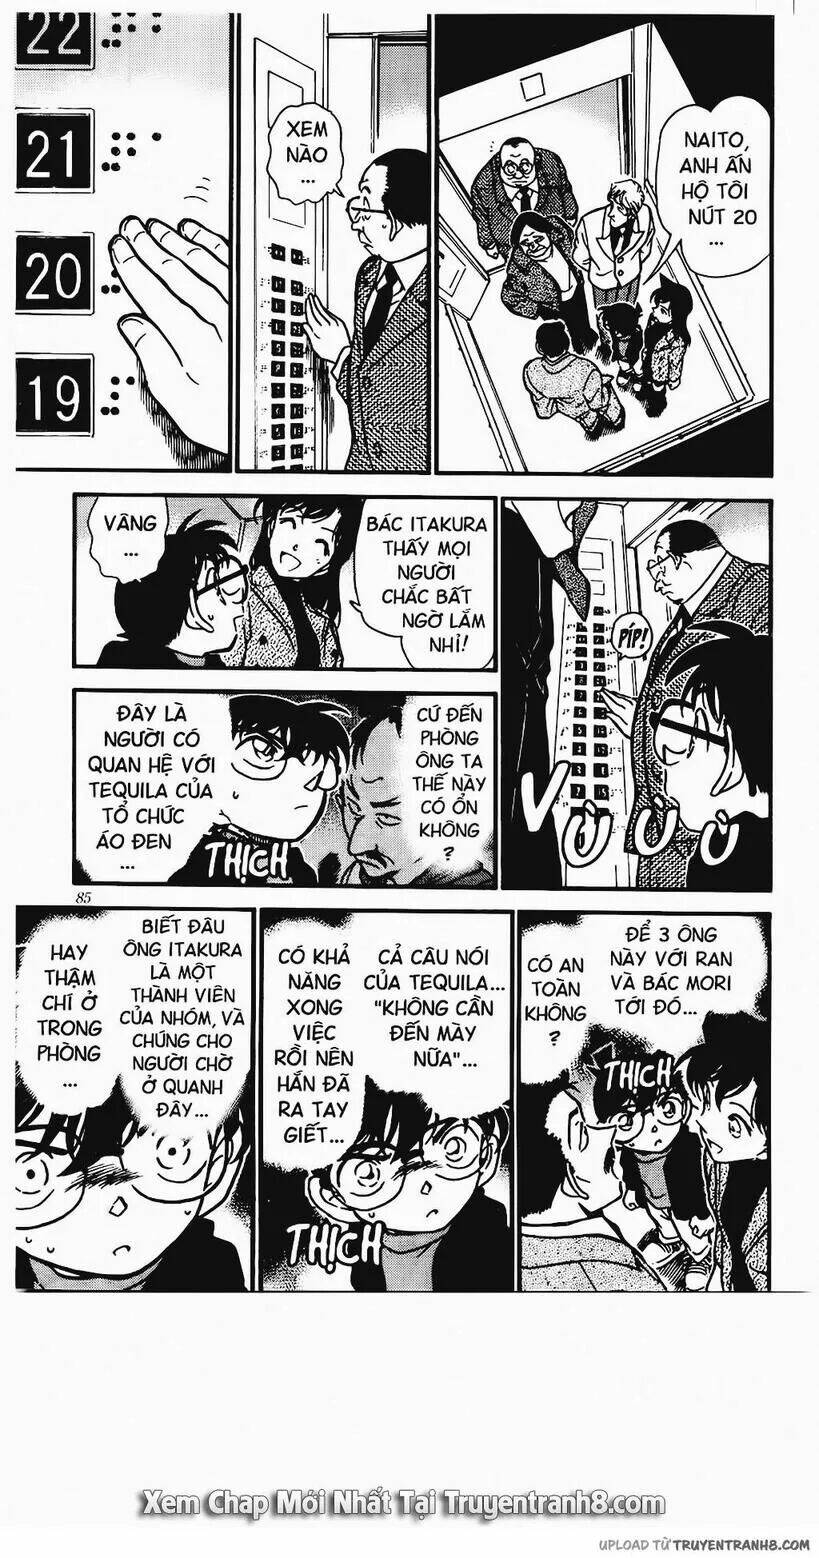 NAITO,
ANH ẤN
HỘ TÔI
NÚT 20
...
XEM
NÀO
...
22
21
20
19
PÍP!
VÙ Ù Ù
BÁC ITAKURA
THẤY MỌI
NGƯỜI
CHẮC BẤT
NGỜ LẮM
NHỈ!
VÂNG
...
CỨ ĐẾN
PHÒNG
ÔNG TA
THẾ NÀY
CÓ ỔN
KHÔNG
?
ĐÂY LÀ
NGƯỜI CÓ
QUAN HỆ VỚI
TEQUILA CỦA
TỔ CHỨC
ÁO ĐEN
...
THỊCH
85
ĐỂ 3 ÔNG
NÀY VỚI RAN
VÀ BÁC MORI
TỚI ĐÓ...
CÓ AN
TOÀN
KHÔNG
?
THỊCH
CẢ CÂU NÓI
CỦA TEQUILA...
"KHÔNG CẦN
ĐẾN MÀY
NỮA"...
CÓ KHẢ
NĂNG
XONG
VIỆC
RỒI NÊN
HẮN ĐÃ
RA TAY
GIẾT...
THỊCH
BIẾT ĐÂU
ÔNG ITAKURA
LÀ MỘT
THÀNH VIÊN
CỦA NHÓM, VÀ
CHÚNG CHO
NGƯỜI CHỜ
Ở QUANH
ĐÂY...
HAY
THẬM
CHÍ Ở
TRONG
PHÒNG
...
Xem Chap Mới Nhất Tại Truyentranh8.com
UPLOAD TỪ TRUYENTRANH8.COM